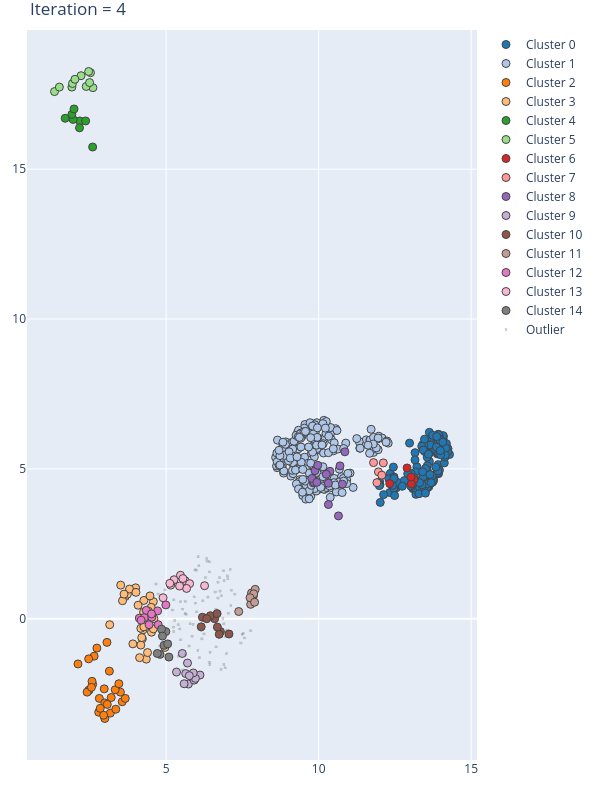 Iteration = 4
Cluster 0
Cluster 1
Cluster 2
Cluster 3
Cluster 4
Cluster 5
Cluster 6
Cluster 7
Cluster 8
Cluster 9
Cluster 10
Cluster 11
Cluster 12
Cluster 13
Cluster 14
Outlier
15
10
5
0
5
10
15